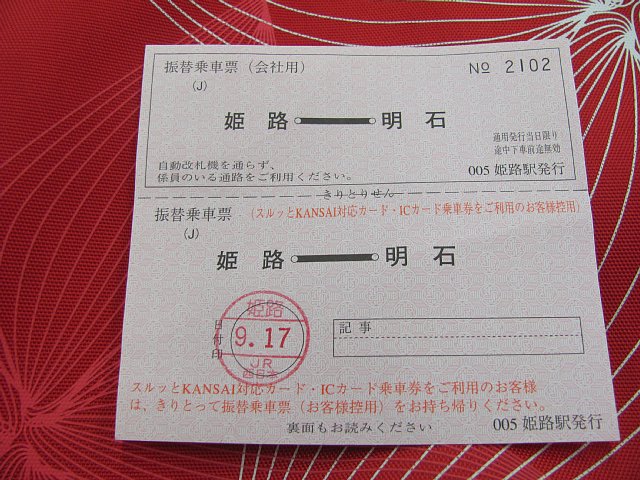 振替乗車票（会社用）
（J）
№ 2102
姫路 明石
通用発行当日限り
途中下車前途無効
自動改札機を通らず、
係員のいる通路をご利用ください。
005 姫路駅発行
きりとりせん
振替乗車票
(スルッとKANSAI対応カード・ICカード乗車券をご利用のお客様控用)
（J）
姫路 明石
日付印
姫路
9.17
JR
西日本
記事
スルッとKANSAI対応カード・ICカード乗車券をご利用のお客様
は、きりとって振替乗車票（お客様控用）をお持ち帰りください。
裏面もお読みください
005 姫路駅発行